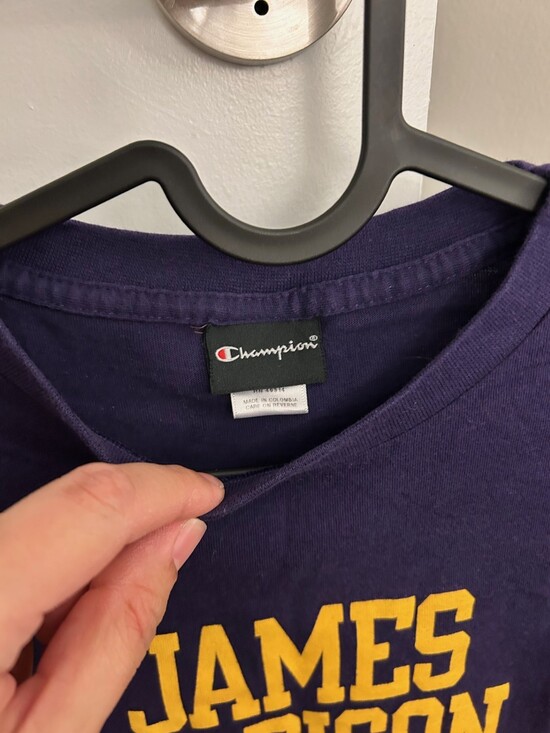 Champion®
MADE IN COLOMBIA
CARE ON REVERSE
JAMES